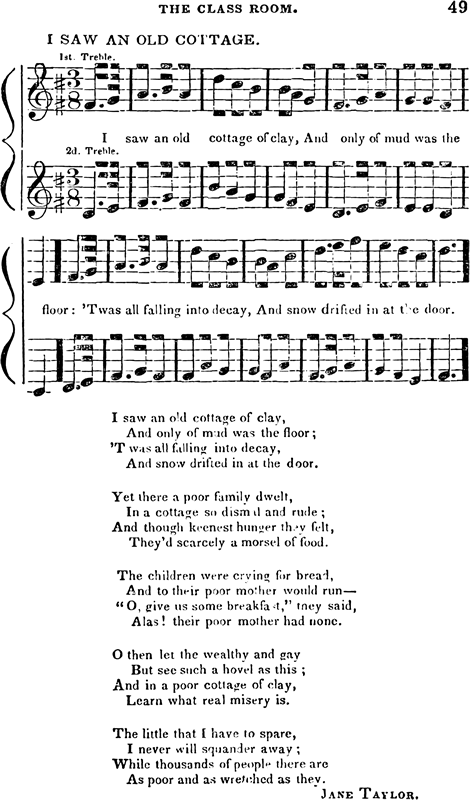 THE CLASS ROOM. 49
I SAW AN OLD COTTAGE.
1st. Treble.
3
8
I saw an old cottage of clay, And only of mud was the
2d. Treble.
3
8
floor: 'Twas all falling into decay, And snow drifted in at the door.
I saw an old cottage of clay,
And only of mud was the floor;
'T was all falling into decay,
And snow drifted in at the door.
Yet there a poor family dwelt,
In a cottage so dismal and rude;
And though keenest hunger they felt,
They'd scarcely a morsel of food.
The children were crying for bread,
And to their poor mother would run—
"O, give us some breakfast," they said,
Alas! their poor mother had none.
O then let the wealthy and gay
But see such a hovel as this;
And in a poor cottage of clay,
Learn what real misery is.
The little that I have to spare,
I never will squander away;
While thousands of people there are
As poor and as wretched as they.
JANE TAYLOR.